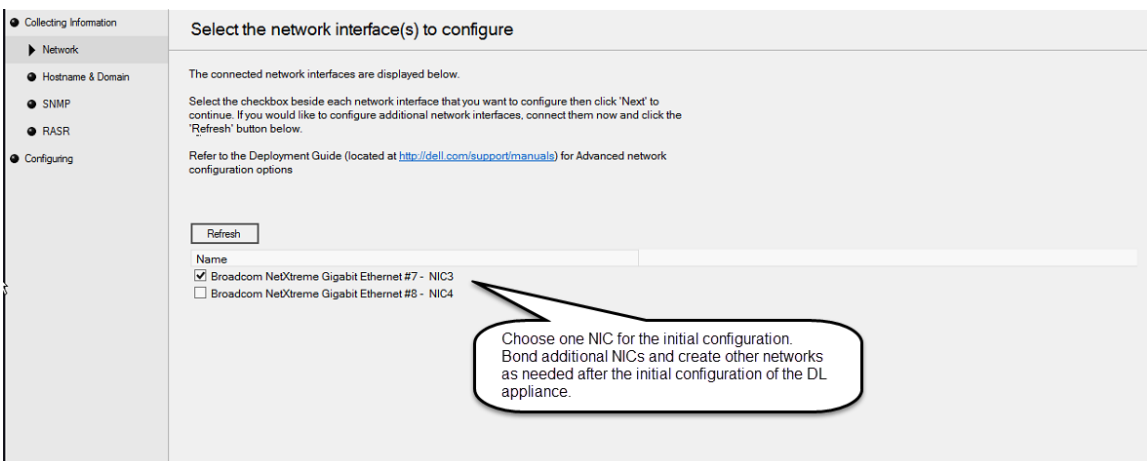 Collecting Information
Network
Hostname & Domain
SNMP
RASR
Configuring
Select the network interface(s) to configure
The connected network interfaces are displayed below.
Select the checkbox beside each network interface that you want to configure then click 'Next' to
continue. If you would like to configure additional network interfaces, connect them now and click the
'Refresh' button below.
Refer to the Deployment Guide (located at http://dell.com/support/manuals) for Advanced network
configuration options
Refresh
Name
Broadcom NetXtreme Gigabit Ethernet #7 - NIC3
Broadcom NetXtreme Gigabit Ethernet #8 - NIC4
Choose one NIC for the initial configuration.
Bond additional NICs and create other networks
as needed after the initial configuration of the DL
appliance.